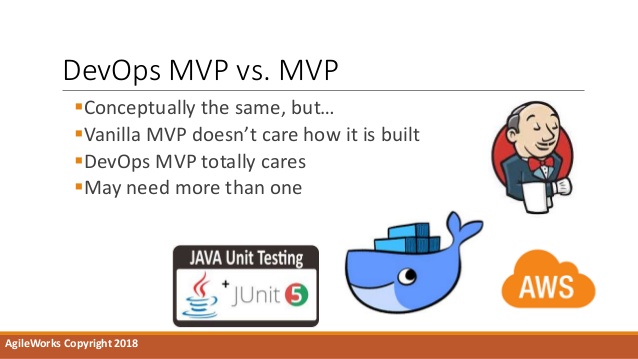 DevOps MVP vs. MVP
Conceptually the same, but…
Vanilla MVP doesn’t care how it is built
DevOps MVP totally cares
May need more than one
JAVA Unit Testing
+
JUnit 5
Java
AWS
AgileWorks Copyright 2018